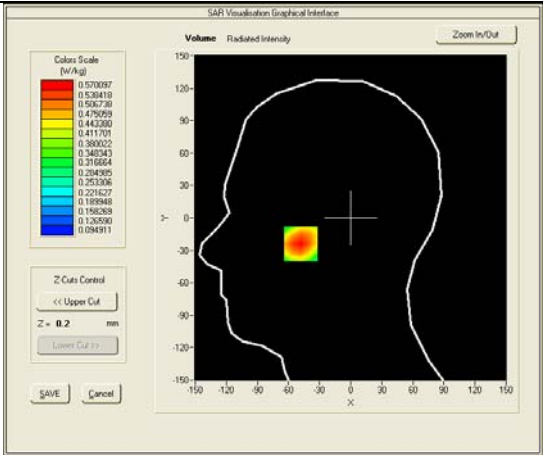 SAR Visualisation Graphical Interface
Volume Radiated Intensity
Zoom In/Out
Colors Scale
(W/kg)
0.570097
0.538418
0.506738
0.475059
0.443380
0.411701
0.380022
0.348343
0.316664
0.284985
0.253306
0.221627
0.189948
0.158269
0.126590
0.094911
Z Cuts Control
<< Upper Cut
Z = 0.2 mm
Lower Cut >>
SAVE Cancel
150
120
90
60
30
0
-30
-60
-90
-120
-150
Y
-150 -120 -90 -60 -30 0 30 60 90 120 150
X